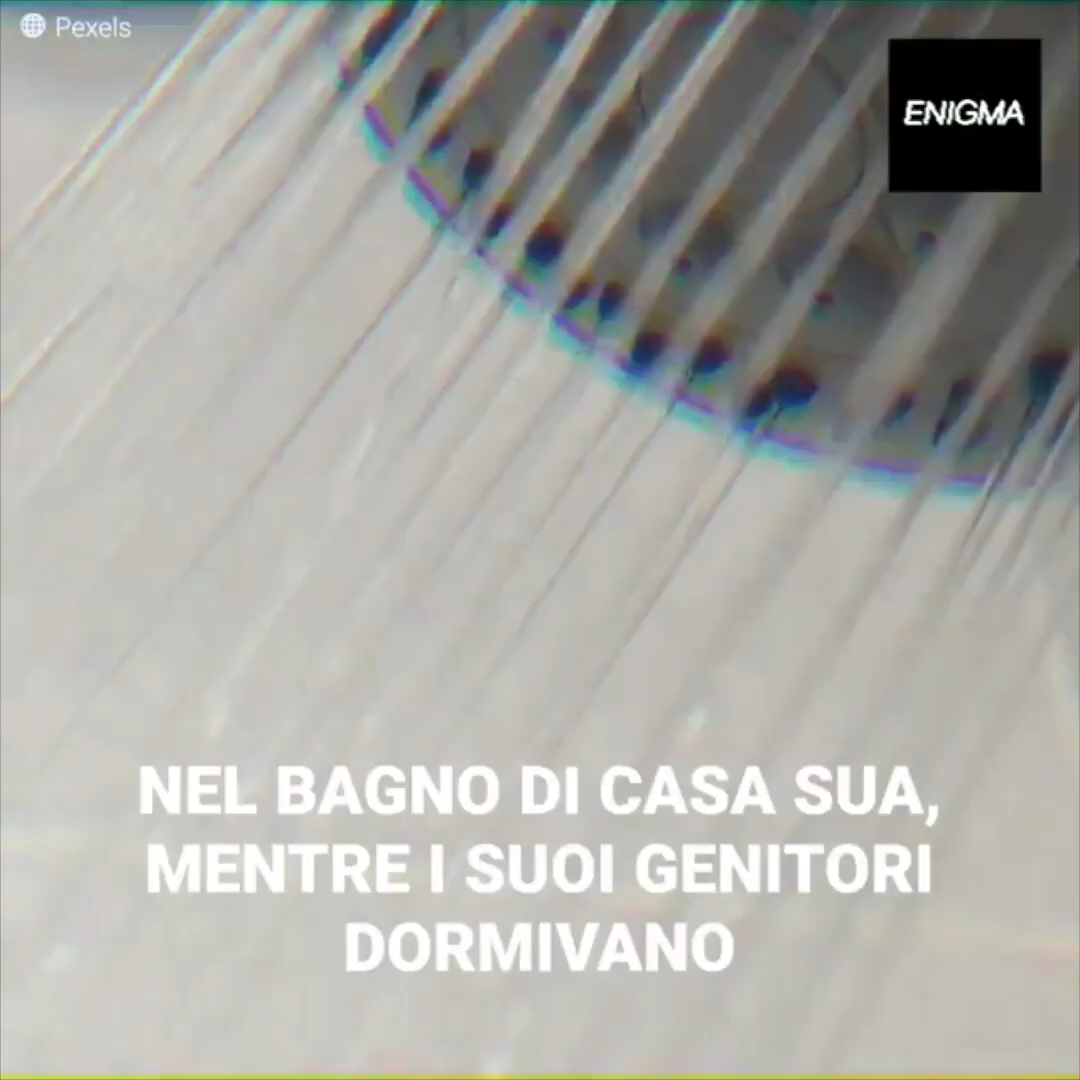 Pexels
ENIGMA
NEL BAGNO DI CASA SUA,
MENTRE I SUOI GENITORI
DORMIVANO